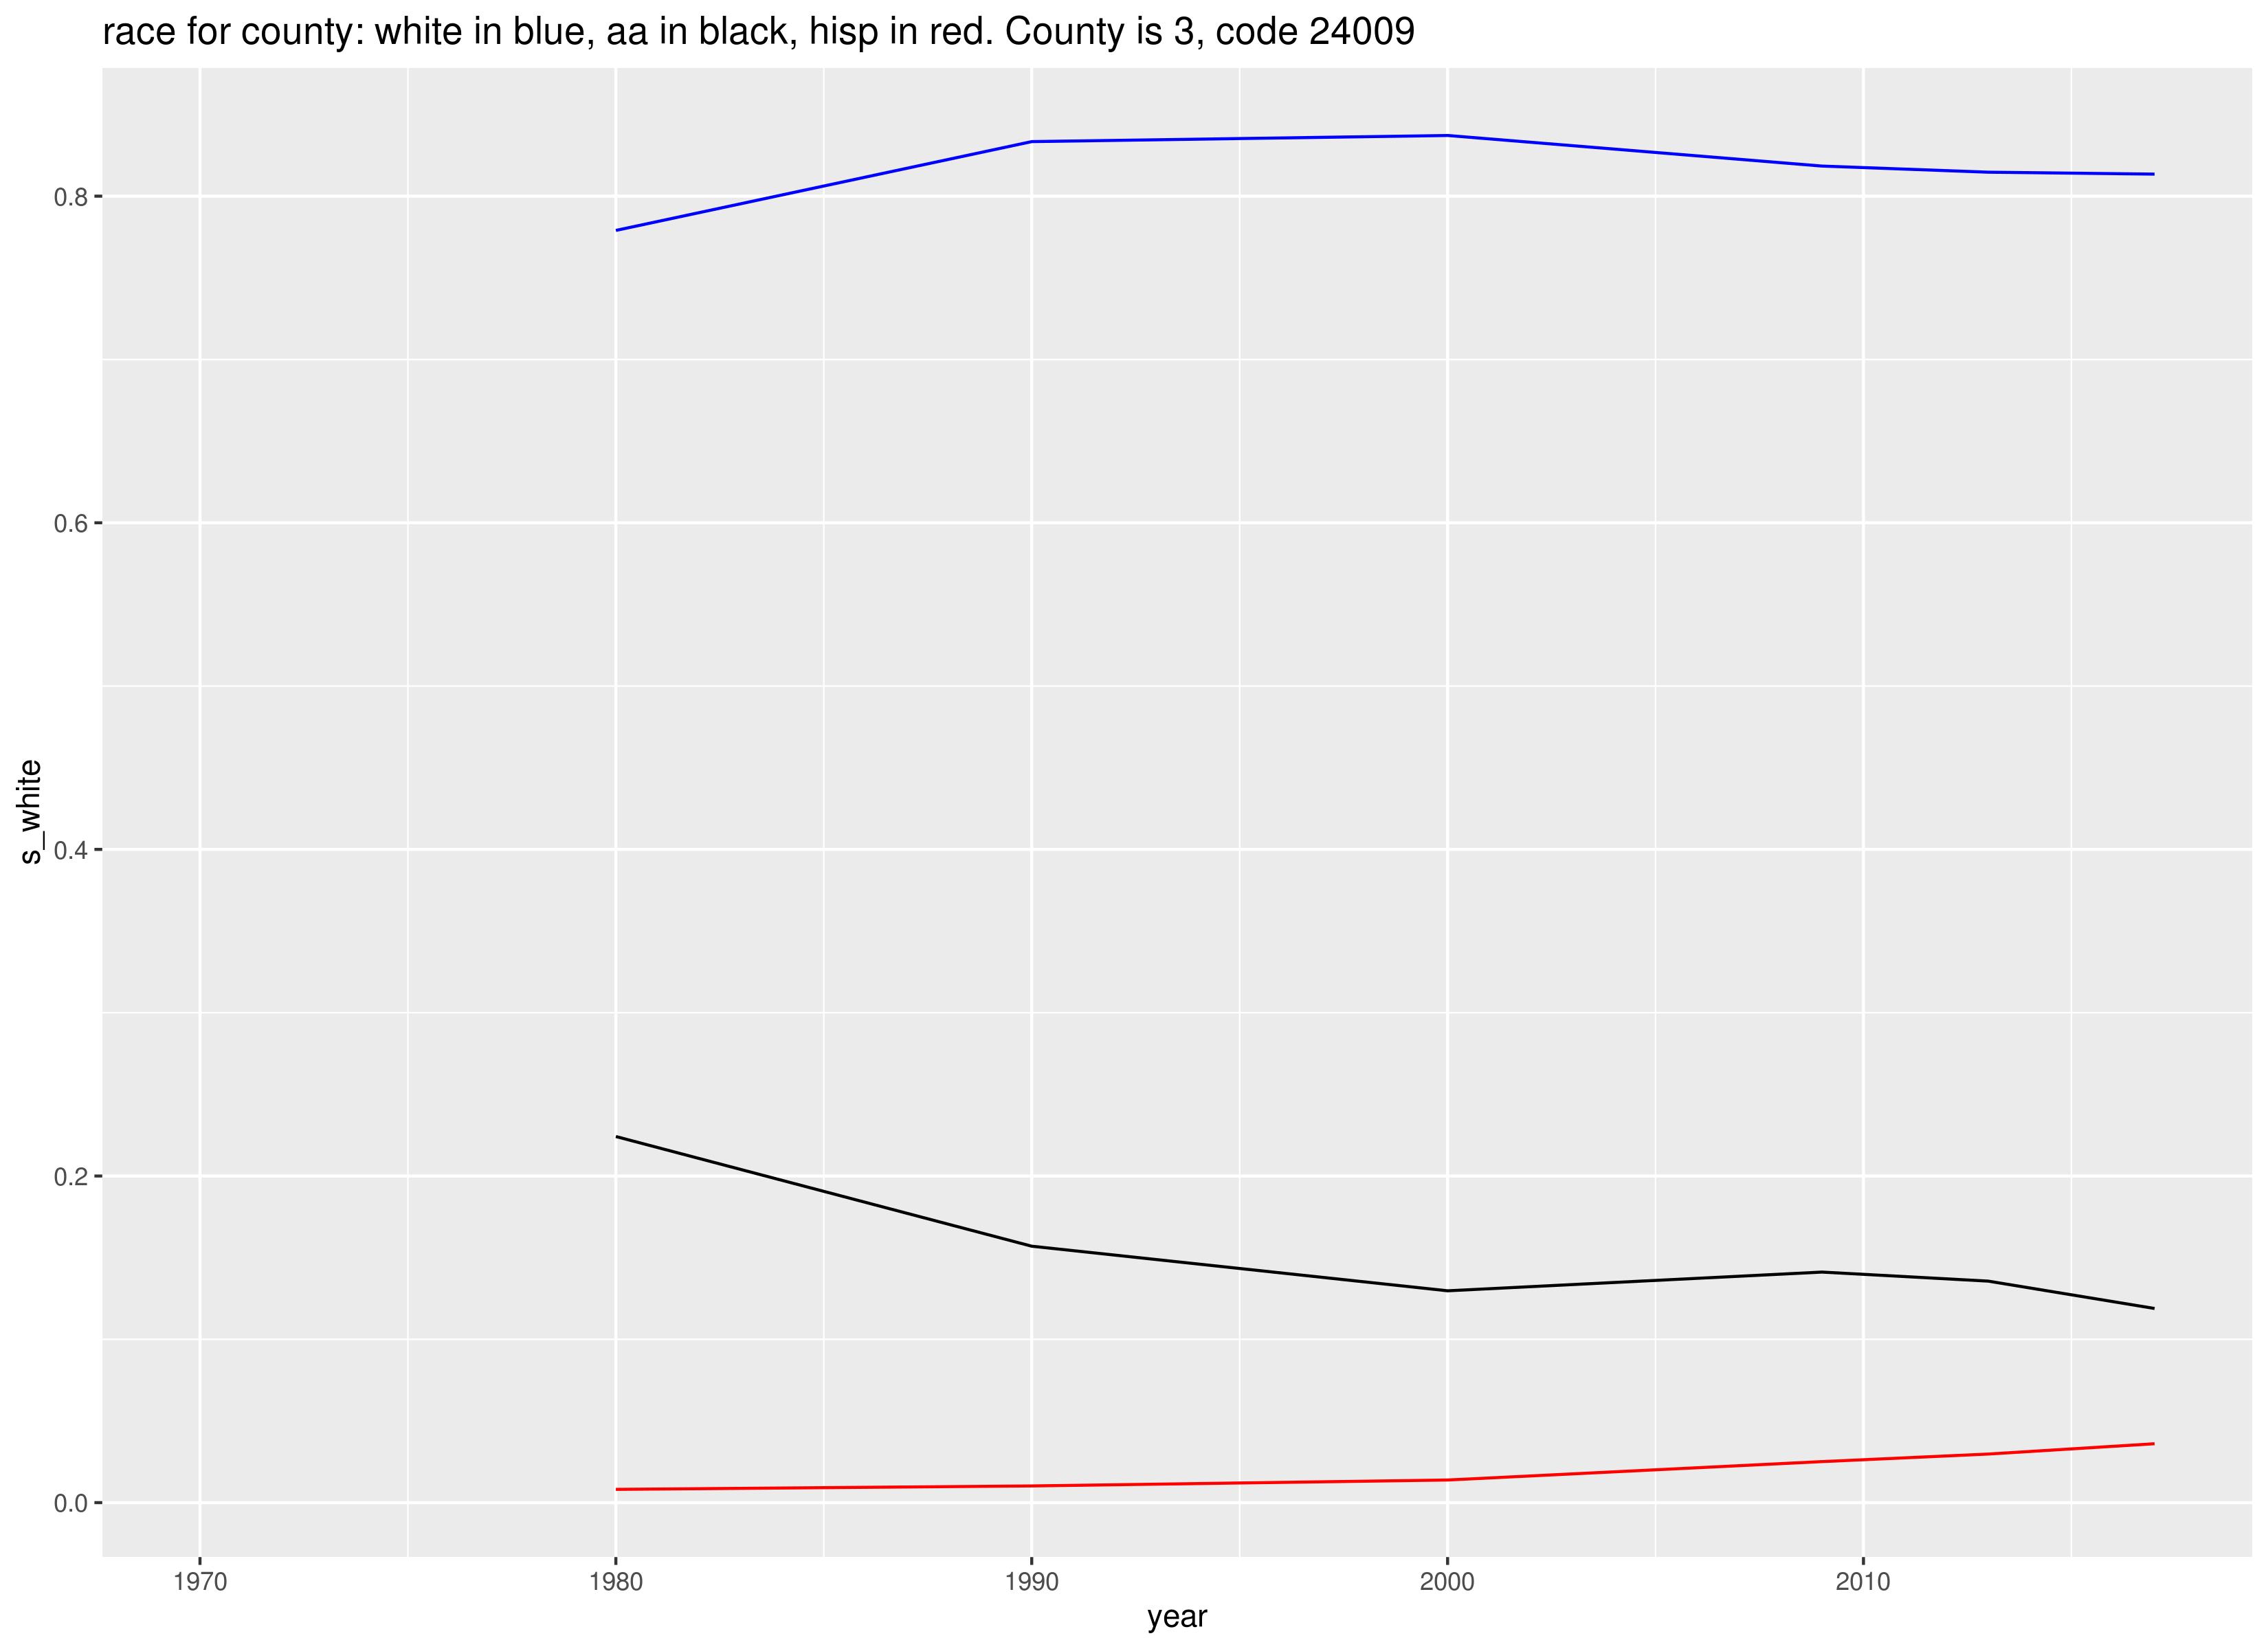 race for county: white in blue, aa in black, hisp in red. County is 3, code 24009
0.8
0.6
s_white
0.4
0.2
0.0
1970 1980 1990 2000 2010
year